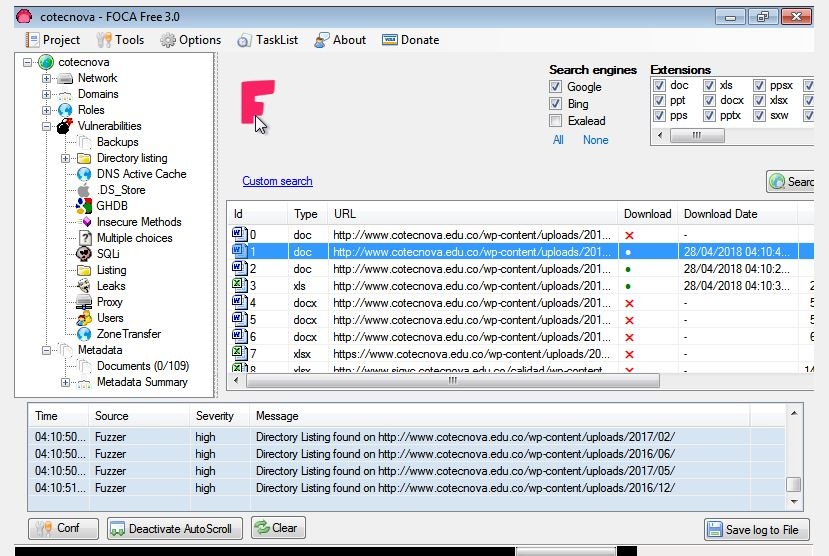 cotecnova - FOCA Free 3.0
Project Tools Options TaskList About Donate
cotecnova
Network
Domains
Roles
Vulnerabilities
Backups
Directory listing
DNS Active Cache
.DS_Store
GHDB
Insecure Methods
Multiple choices
SQLi
Listing
Leaks
Proxy
Users
ZoneTransfer
Metadata
Documents (0/109)
Metadata Summary
F
Search engines
Google
Bing
Exalead
All None
Extensions
doc xls ppsx
ppt docx xlsx
pps pptx sxw
Custom search
Searc
Id Type URL Download Download Date
0 doc http://www.cotecnova.edu.co/wp-content/uploads/201... × -
1 doc http://www.cotecnova.edu.co/wp-content/uploads/201... • 28/04/2018 04:10:4...
2 doc http://www.cotecnova.edu.co/wp-content/uploads/201... • 28/04/2018 04:10:2...
3 xls http://www.cotecnova.edu.co/wp-content/uploads/201... • 28/04/2018 04:10:3... 2
4 docx http://www.cotecnova.edu.co/wp-content/uploads/201... × - 5
5 docx http://www.cotecnova.edu.co/wp-content/uploads/201... × - 5
6 docx http://www.cotecnova.edu.co/wp-content/uploads/201... × - 6
7 xlsx https://www.cotecnova.edu.co/wp-content/uploads/20... × -
8 xlsx http://www.sigvc.cotecnova.edu.co/calidad/wp-content × - 14
Time Source Severity Message
04:10:50... Fuzzer high Directory Listing found on http://www.cotecnova.edu.co/wp-content/uploads/2017/02/
04:10:50... Fuzzer high Directory Listing found on http://www.cotecnova.edu.co/wp-content/uploads/2016/06/
04:10:50... Fuzzer high Directory Listing found on http://www.cotecnova.edu.co/wp-content/uploads/2017/05/
04:10:51... Fuzzer high Directory Listing found on http://www.cotecnova.edu.co/wp-content/uploads/2016/12/
Conf Deactivate AutoScroll Clear Save log to File